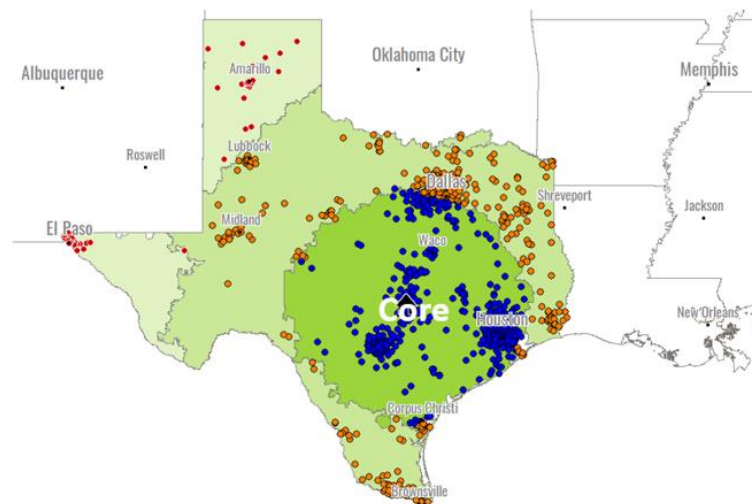 Oklahoma City
Albuquerque
Amarillo
Memphis
Lubbock
Roswell
Dallas
Shreveport
Jackson
El Paso
Midland
Waco
Core
Houston
New Orleans
Corpus Christi
Brownsville